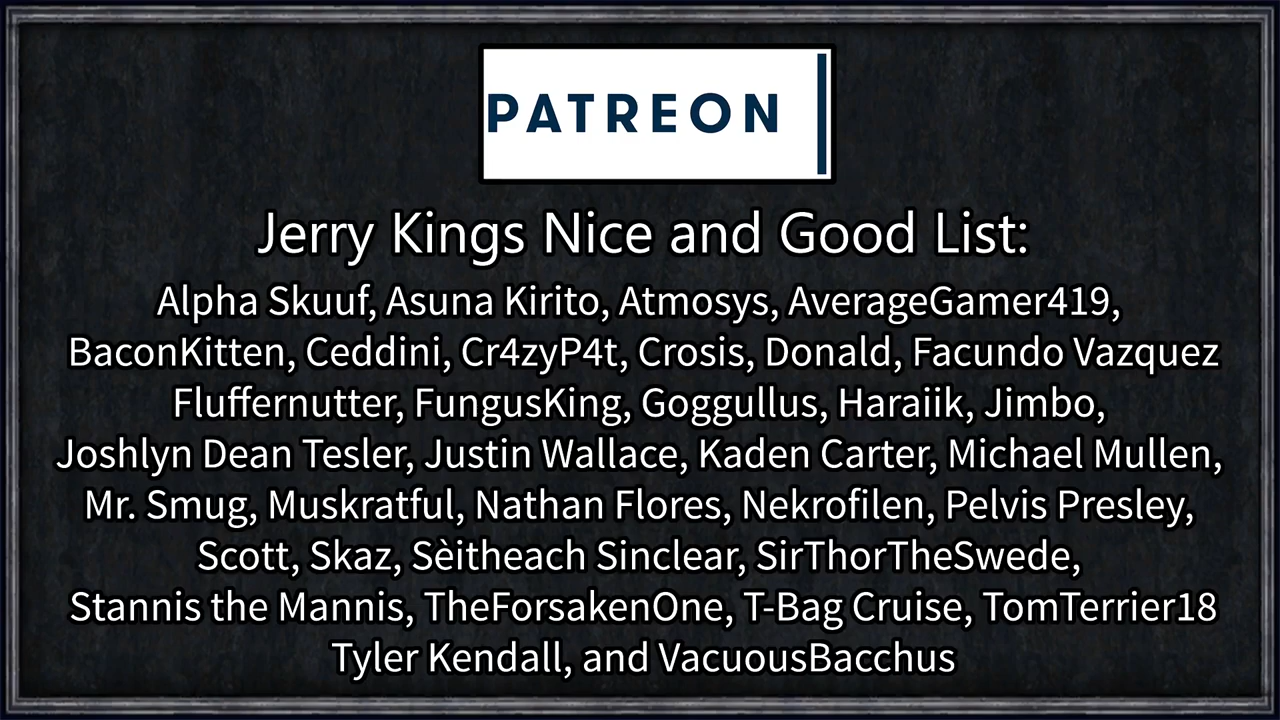 PATREON
Jerry Kings Nice and Good List:
Alpha Skuuf, Asuna Kirito, Atmosys, AverageGamer419,
BaconKitten, Ceddini, Cr4zyP4t, Crosis, Donald, Facundo Vazquez
Fluffernutter, FungusKing, Goggullus, Haraiik, Jimbo,
Joshlyn Dean Tesler, Justin Wallace, Kaden Carter, Michael Mullen,
Mr. Smug, Muskratful, Nathan Flores, Nekrofilen, Pelvis Presley,
Scott, Skaz, Sèitheach Sinclear, SirThorTheSwede,
Stannis the Mannis, TheForsakenOne, T-Bag Cruise, TomTerrier18
Tyler Kendall, and VacuousBacchus